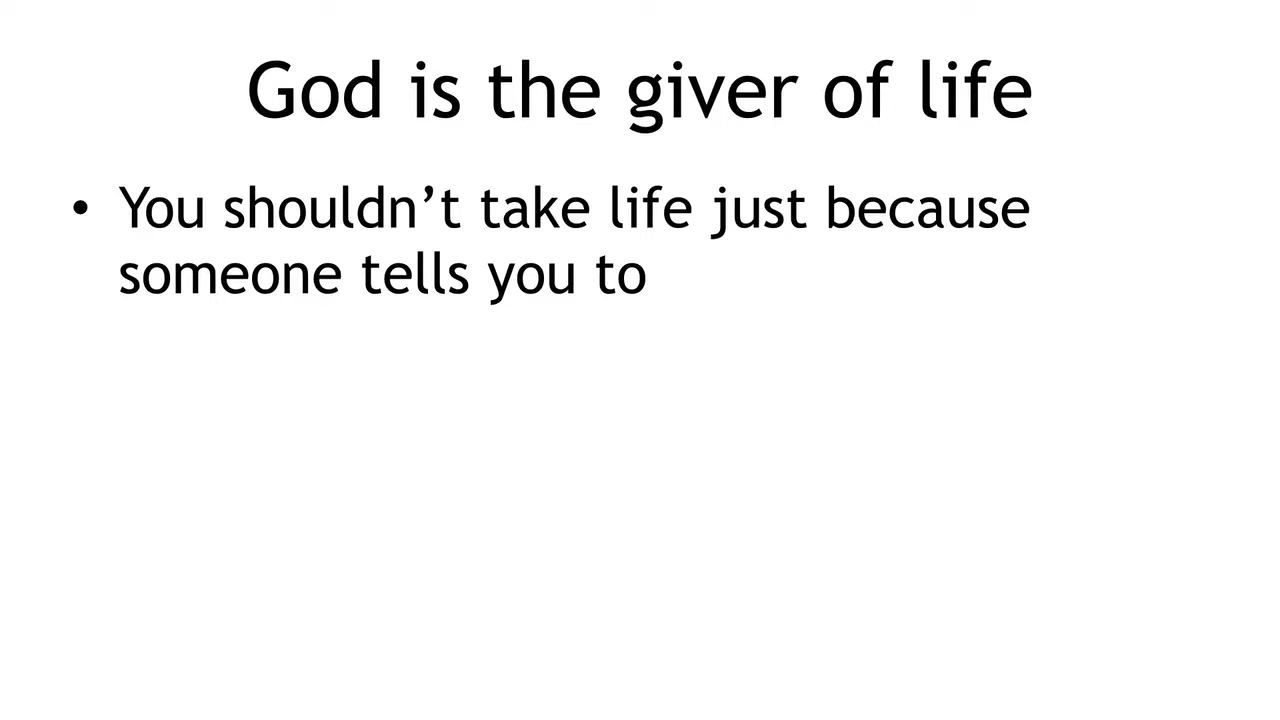 God is the giver of life
• You shouldn’t take life just because
someone tells you to